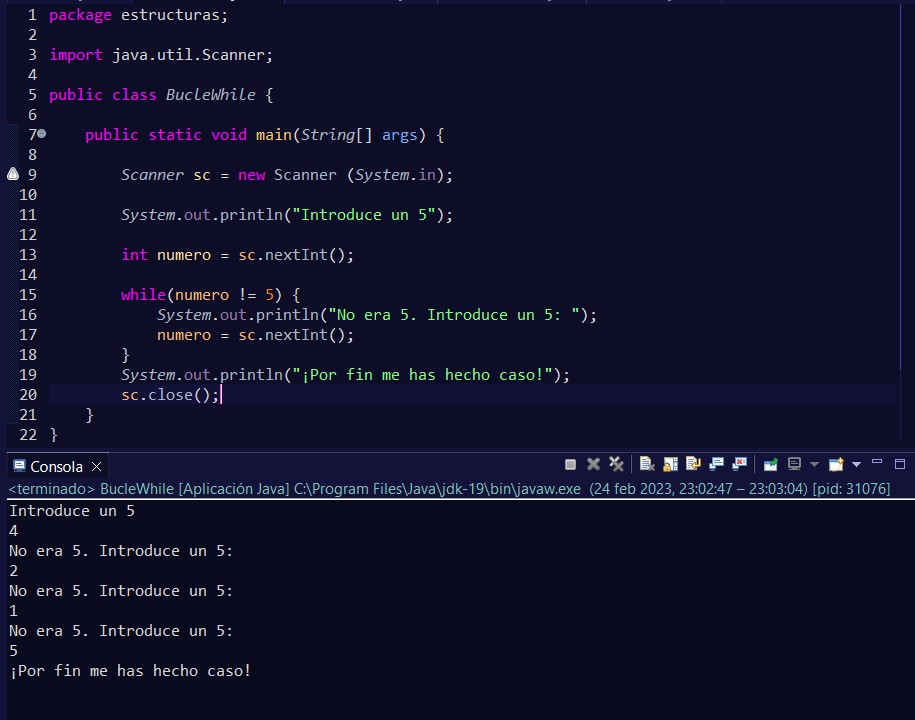 1 package estructuras;
2
3 import java.util.Scanner;
4
5 public class BucleWhile {
6
7 public static void main(String[] args) {
8
9 Scanner sc = new Scanner (System.in);
10
11 System.out.println("Introduce un 5");
12
13 int numero = sc.nextInt();
14
15 while(numero != 5) {
16 System.out.println("No era 5. Introduce un 5: ");
17 numero = sc.nextInt();
18 }
19 System.out.println("¡Por fin me has hecho caso!");
20 sc.close();
21 }
22 }
Consola
<terminado> BucleWhile [Aplicación Java] C:\Program Files\Java\jdk-19\bin\javaw.exe (24 feb 2023, 23:02:47 – 23:03:04) [pid: 31076]
Introduce un 5
4
No era 5. Introduce un 5:
2
No era 5. Introduce un 5:
1
No era 5. Introduce un 5:
5
¡Por fin me has hecho caso!